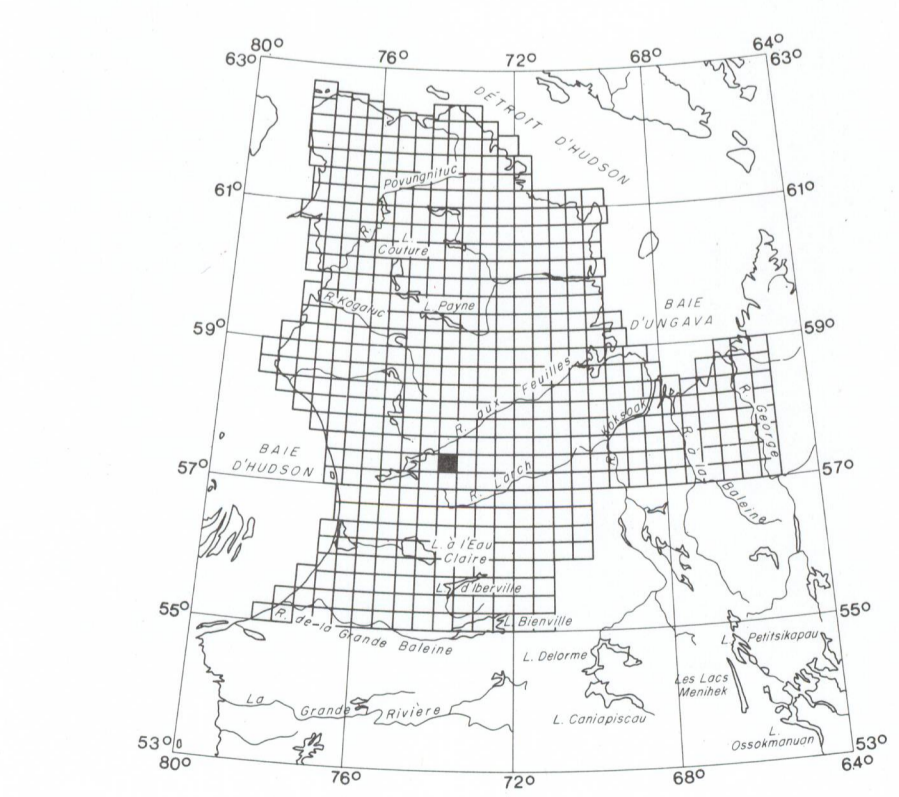 80°
76°
72°
68°
64°
63°
63°
DÉTROIT D'HUDSON
Povungnituc
R.
61°
61°
L.
Couture
R. Kogaluc
L. Payne
BAIE
D'UNGAVA
59°
59°
R. aux Feuilles
Koksoak
R.
R. George
BAIE
D'HUDSON
57°
57°
R. Larch
R. à la
Baleine
L. à l'Eau
Claire
L. d'Iberville
55°
55°
R. de-la Grande Baleine
L. Bienville
L. Delorme
L. Petitsikapau
Les Lacs
Menihek
La Grande Rivière
L. Caniapiscau
L.
Ossokmanuan
53°
53°
80°
76°
72°
68°
64°